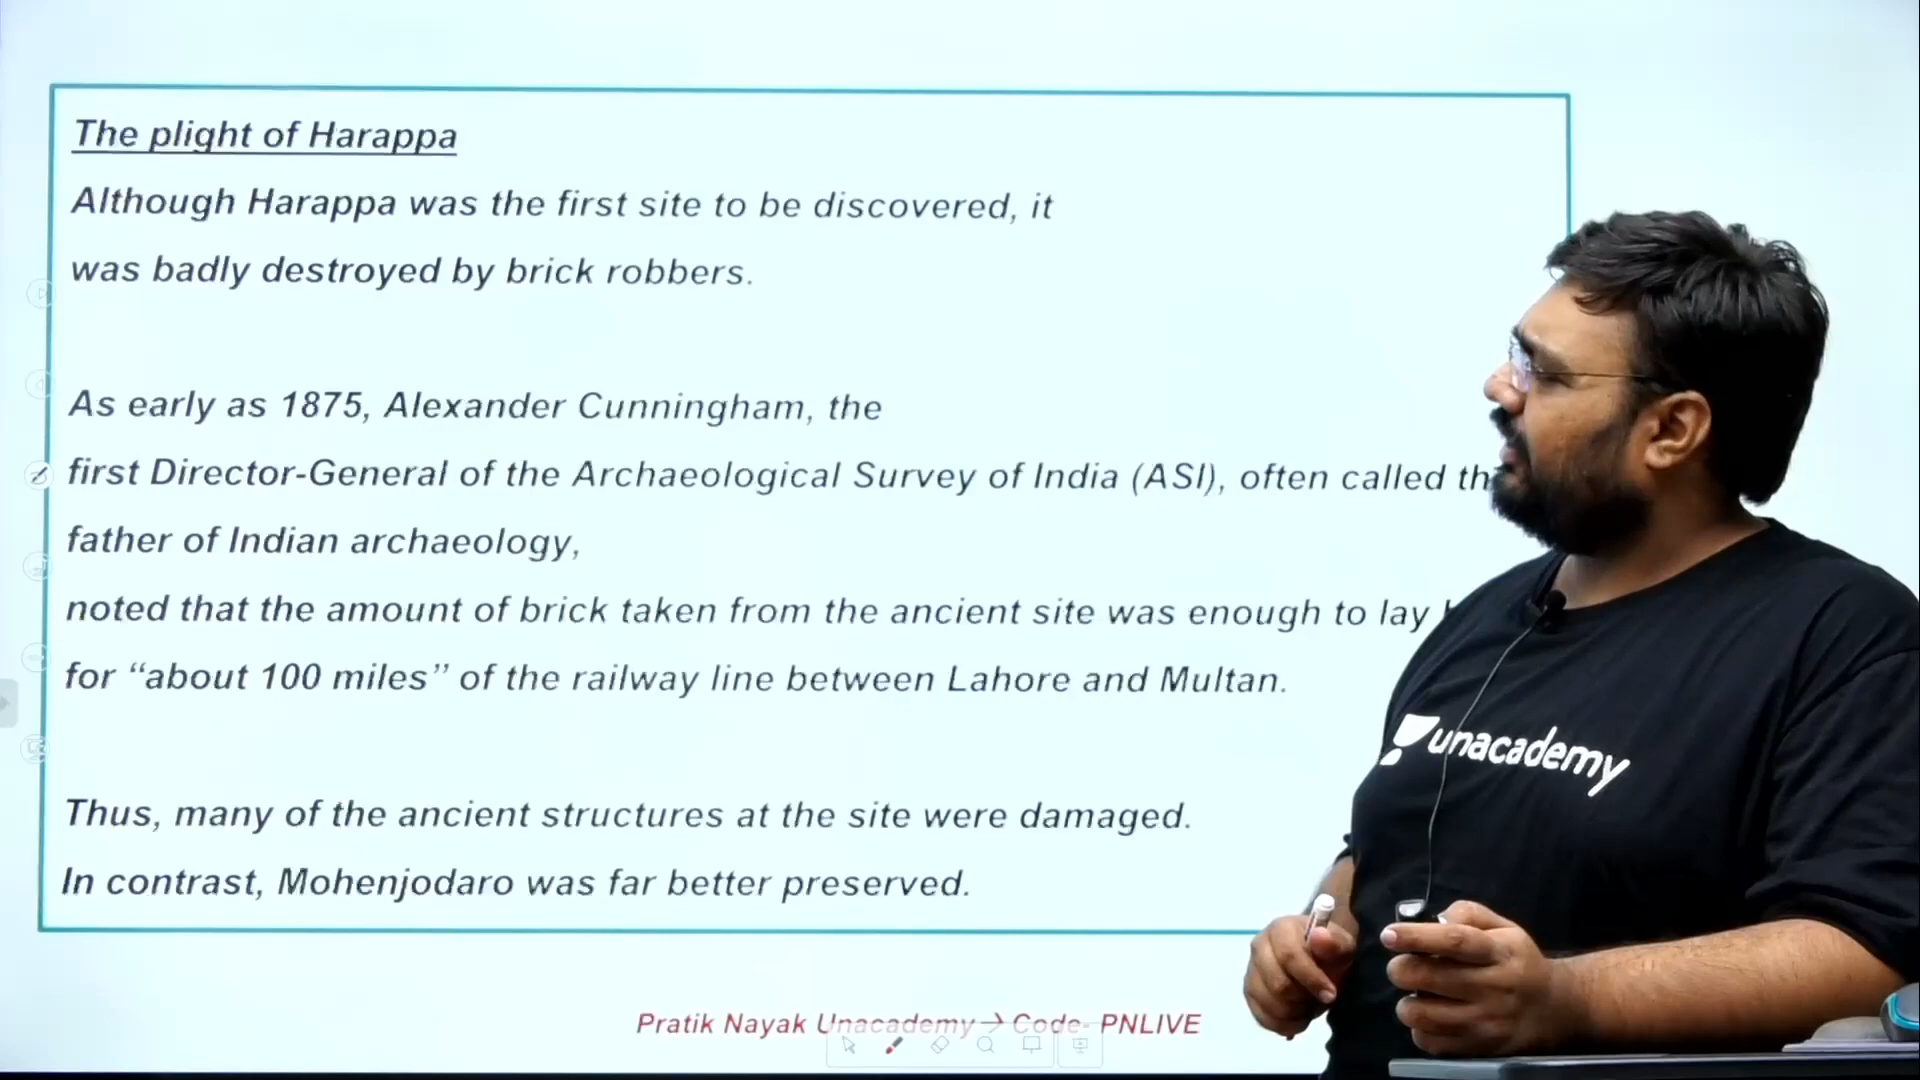 The plight of Harappa
Although Harappa was the first site to be discovered, it
was badly destroyed by brick robbers.
As early as 1875, Alexander Cunningham, the
first Director-General of the Archaeological Survey of India (ASI), often called
father of Indian archaeology,
noted that the amount of brick taken from the ancient site was enough to lay
for “about 100 miles” of the railway line between Lahore and Multan.
Thus, many of the ancient structures at the site were damaged.
In contrast, Mohenjodaro was far better preserved.
unacademy
Pratik Nayak Unacademy → Code- PNLIVE